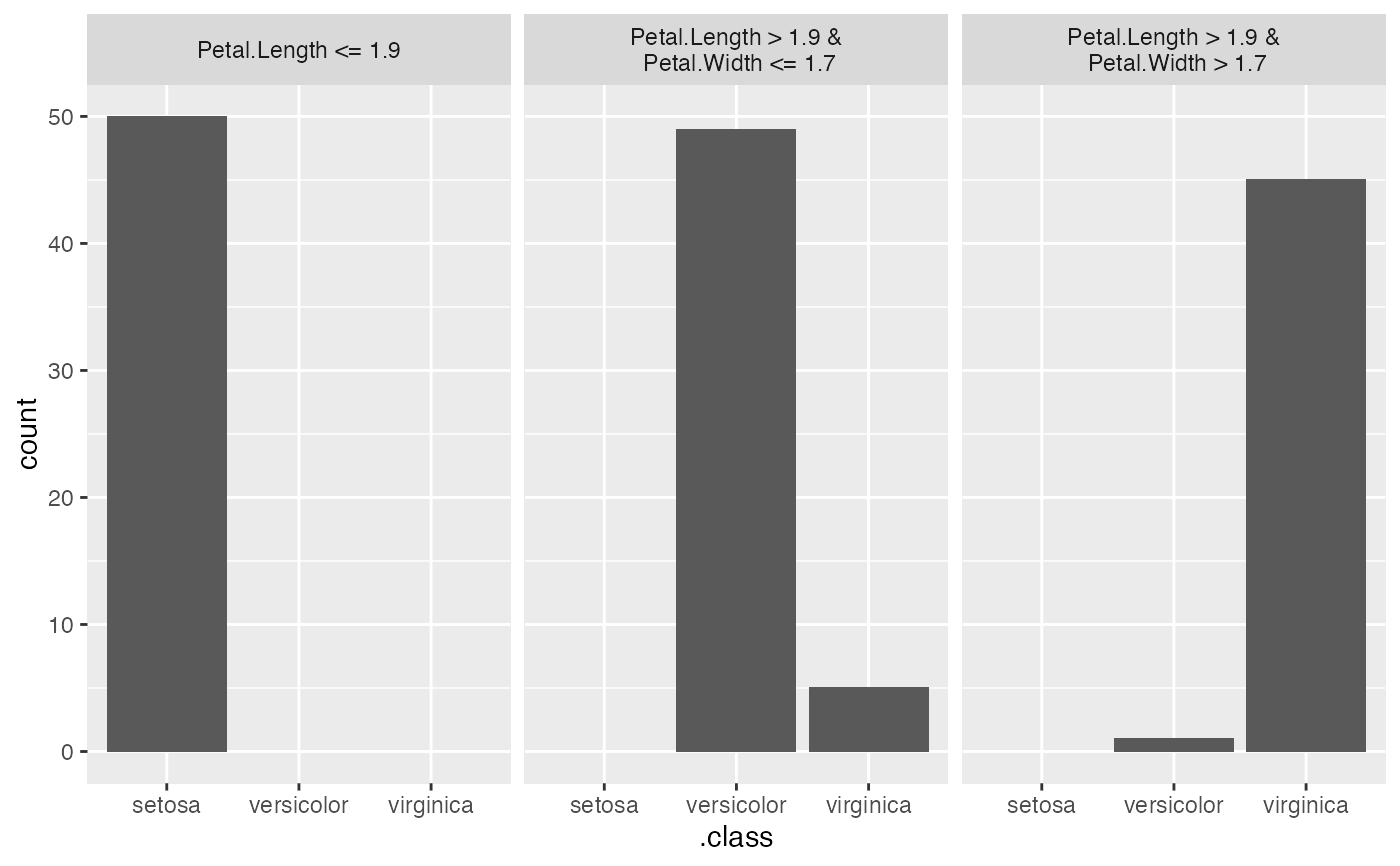 Petal.Length <= 1.9
Petal.Length > 1.9 &
Petal.Width <= 1.7
Petal.Length > 1.9 &
Petal.Width > 1.7
count
50
40
30
20
10
0
setosa versicolor virginica
setosa versicolor virginica
setosa versicolor virginica
.class